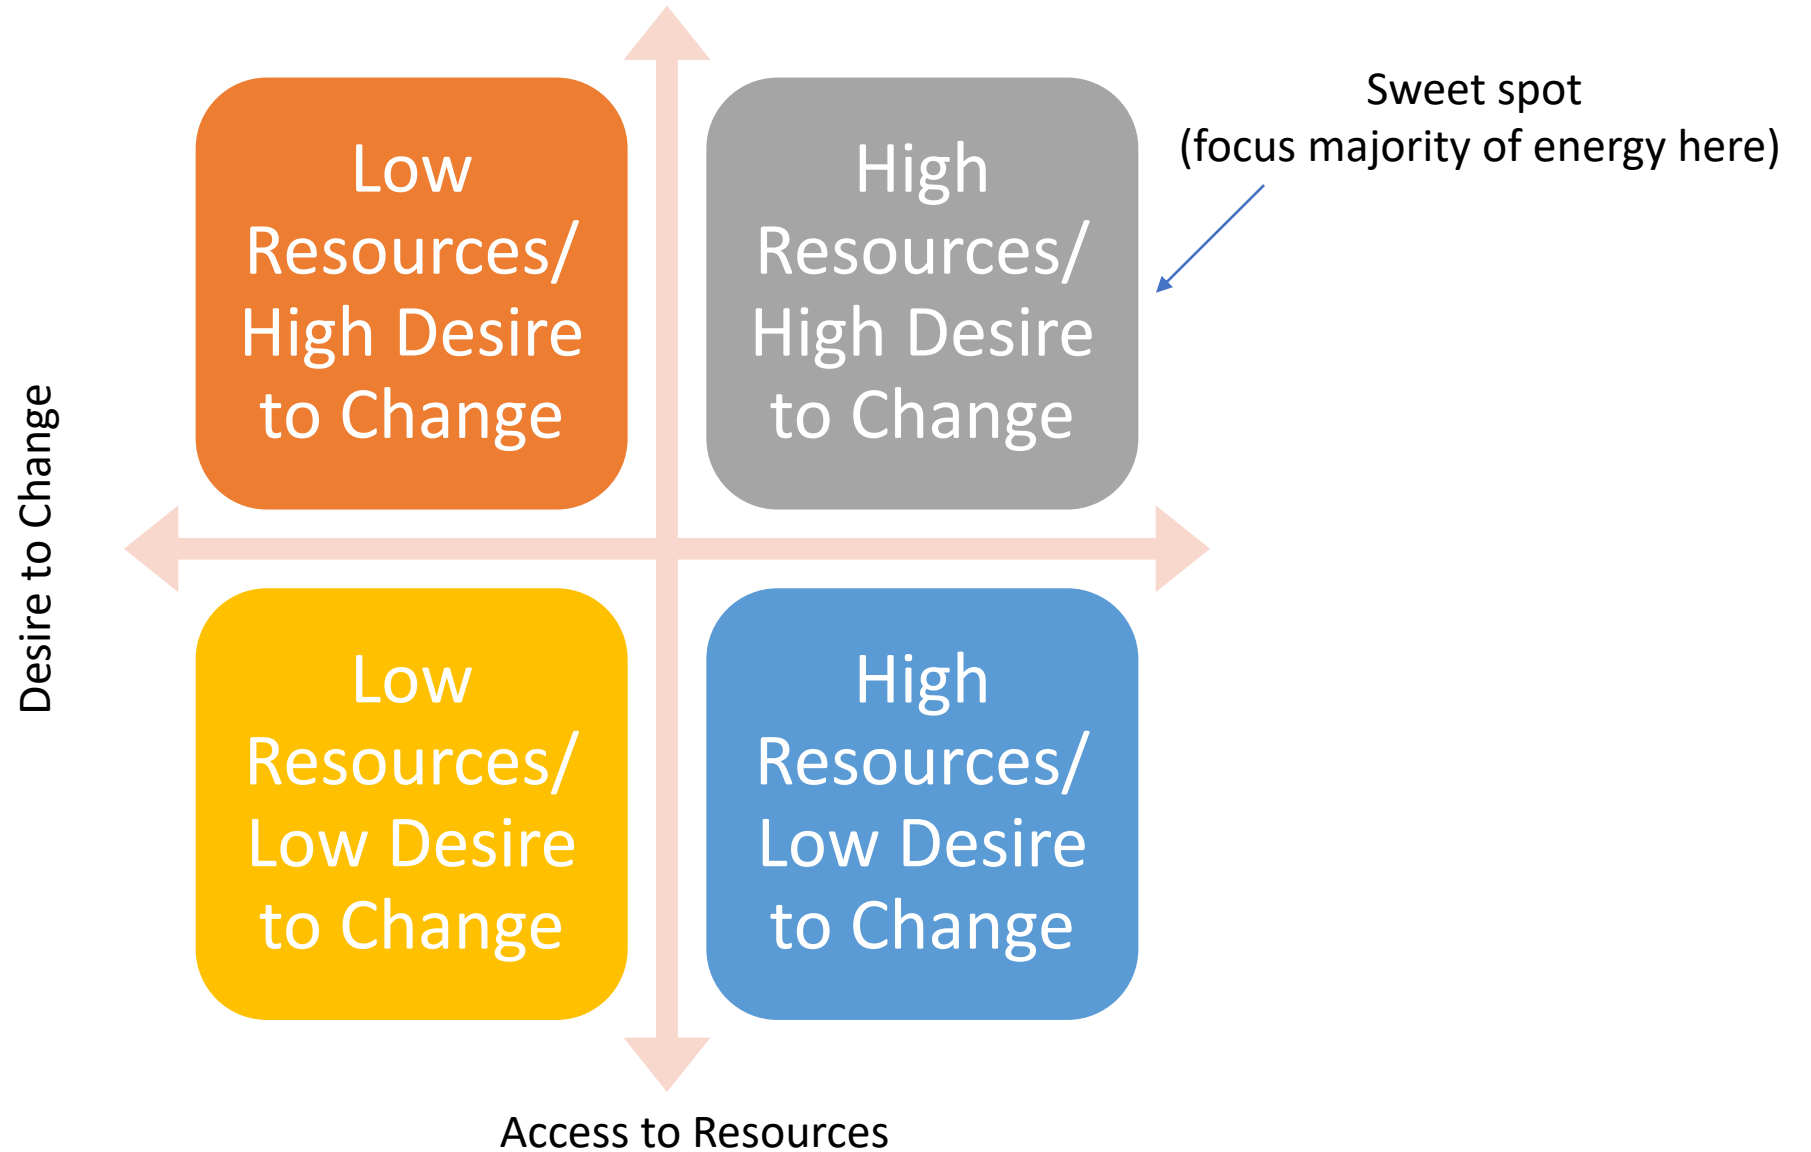 Sweet spot
(focus majority of energy here)
Low
Resources/
High Desire
to Change
High
Resources/
High Desire
to Change
Desire to Change
Low
Resources/
Low Desire
to Change
High
Resources/
Low Desire
to Change
Access to Resources